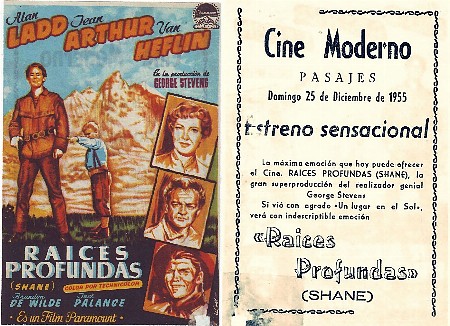 Alan Jean Van
LADD ARTHUR HEFLIN
En la producción de
GEORGE STEVENS
RAICES
PROFUNDAS
(SHANE) COLOR POR TECHNICOLOR
Brandon Jack
DE WILDE PALANCE
Es un Film Paramount
Cine Moderno
PASAJES
Domingo 25 de Diciembre de 1955
Estreno sensacional
La máxima emoción que hoy puede ofrecer
el Cine. RAICES PROFUNDAS (SHANE), la
gran superproducción del realizador genial
George Stevens
Si vió con agrado «Un lugar en el Sol»,
verá con indescriptible emoción
«Raices
Profundas»
(SHANE)